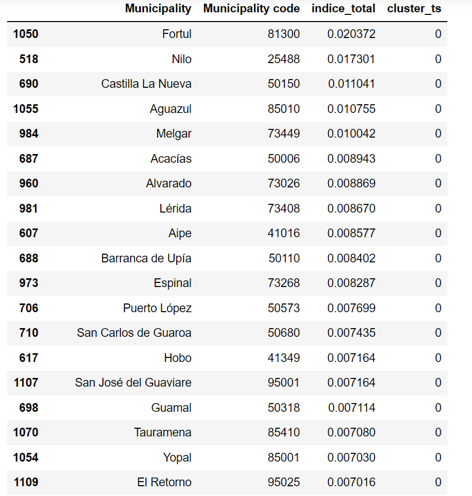 Municipality Municipality code indice_total cluster_ts
1050 Fortul 81300 0.020372 0
518 Nilo 25488 0.017301 0
690 Castilla La Nueva 50150 0.011041 0
1055 Aguazul 85010 0.010755 0
984 Melgar 73449 0.010042 0
687 Acacías 50006 0.008943 0
960 Alvarado 73026 0.008869 0
981 Lérida 73408 0.008670 0
607 Aipe 41016 0.008577 0
688 Barranca de Upía 50110 0.008402 0
973 Espinal 73268 0.008287 0
706 Puerto López 50573 0.007699 0
710 San Carlos de Guaroa 50680 0.007435 0
617 Hobo 41349 0.007164 0
1107 San José del Guaviare 95001 0.007164 0
698 Guamal 50318 0.007114 0
1070 Tauramena 85410 0.007080 0
1054 Yopal 85001 0.007030 0
1109 El Retorno 95025 0.007016 0